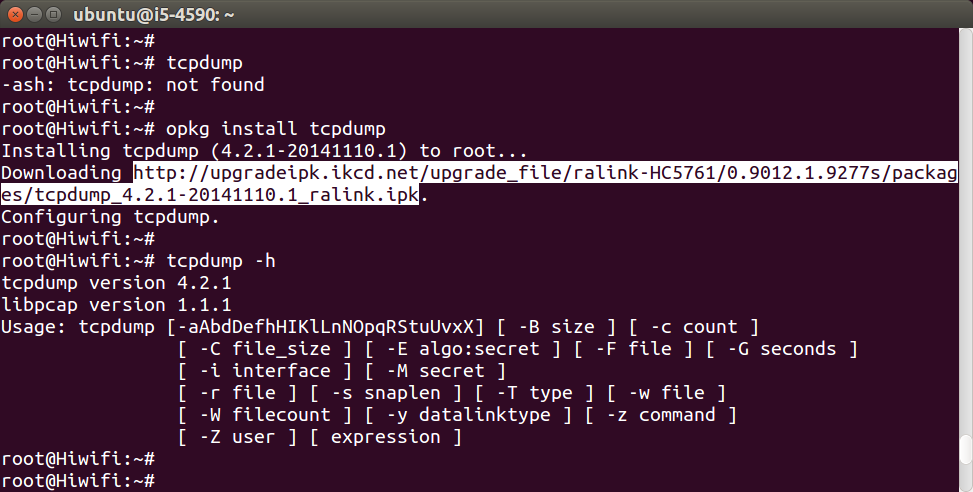 ubuntu@i5-4590: ~
root@Hiwifi:~#
root@Hiwifi:~# tcpdump
-ash: tcpdump: not found
root@Hiwifi:~#
root@Hiwifi:~# opkg install tcpdump
Installing tcpdump (4.2.1-20141110.1) to root...
Downloading http://upgradeipk.ikcd.net/upgrade_file/ralink-HC5761/0.9012.1.9277s/packag
es/tcpdump_4.2.1-20141110.1_ralink.ipk.
Configuring tcpdump.
root@Hiwifi:~#
root@Hiwifi:~# tcpdump -h
tcpdump version 4.2.1
libpcap version 1.1.1
Usage: tcpdump [-aAbdDefhHIKlLnNOpqRStuUvxX] [ -B size ] [ -c count ]
                [ -C file_size ] [ -E algo:secret ] [ -F file ] [ -G seconds ]
                [ -i interface ] [ -M secret ]
                [ -r file ] [ -s snaplen ] [ -T type ] [ -w file ]
                [ -W filecount ] [ -y datalinktype ] [ -z command ]
                [ -Z user ] [ expression ]
root@Hiwifi:~#
root@Hiwifi:~#